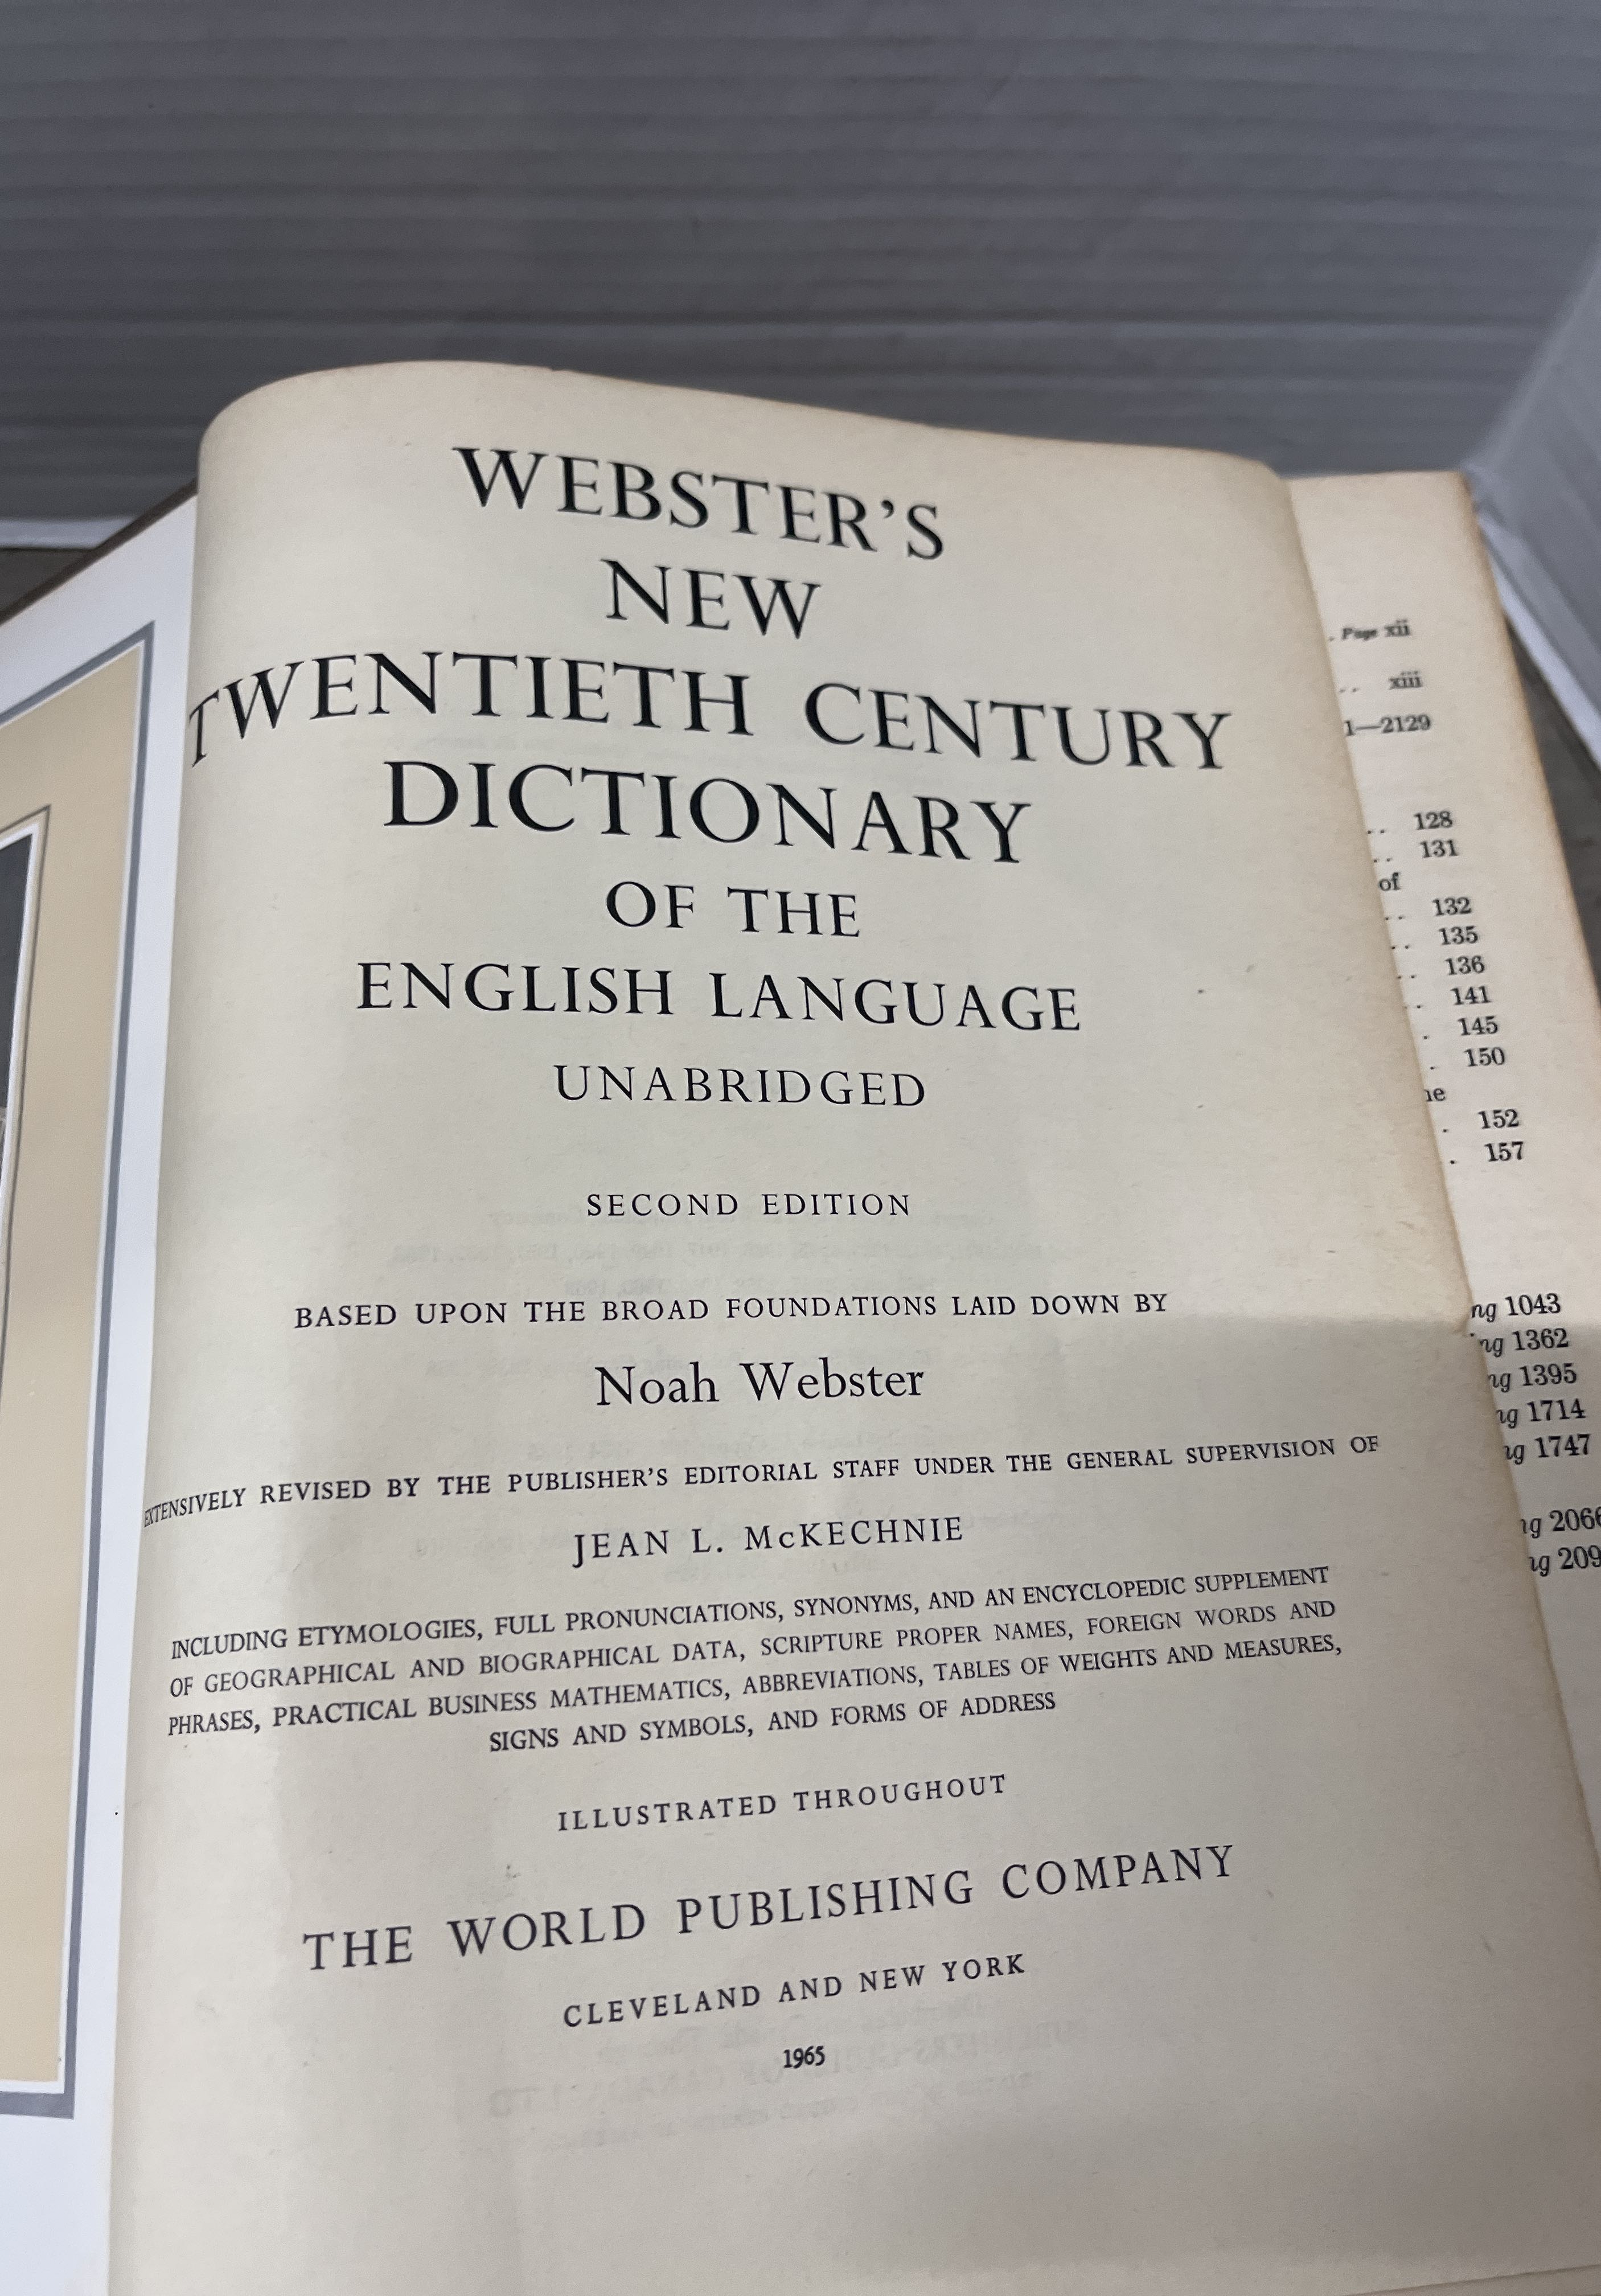 WEBSTER'S
NEW
TWENTIETH CENTURY
DICTIONARY
OF THE
ENGLISH LANGUAGE
UNABRIDGED
SECOND EDITION
BASED UPON THE BROAD FOUNDATIONS LAID DOWN BY
Noah Webster
EXTENSIVELY REVISED BY THE PUBLISHER'S EDITORIAL STAFF UNDER THE GENERAL SUPERVISION OF
JEAN L. McKECHNIE
INCLUDING ETYMOLOGIES, FULL PRONUNCIATIONS, SYNONYMS, AND AN ENCYCLOPEDIC SUPPLEMENT
OF GEOGRAPHICAL AND BIOGRAPHICAL DATA, SCRIPTURE PROPER NAMES, FOREIGN WORDS AND
PHRASES, PRACTICAL BUSINESS MATHEMATICS, ABBREVIATIONS, TABLES OF WEIGHTS AND MEASURES,
SIGNS AND SYMBOLS, AND FORMS OF ADDRESS
ILLUSTRATED THROUGHOUT
THE WORLD PUBLISHING COMPANY
CLEVELAND AND NEW YORK
1965
. Page xii
.. xiii
1—2129
.. 128
.. 131
of
.. 132
.. 135
.. 136
.. 141
. 145
. 150
. 152
. 157
ng 1043
ng 1362
ng 1395
ng 1714
ng 1747